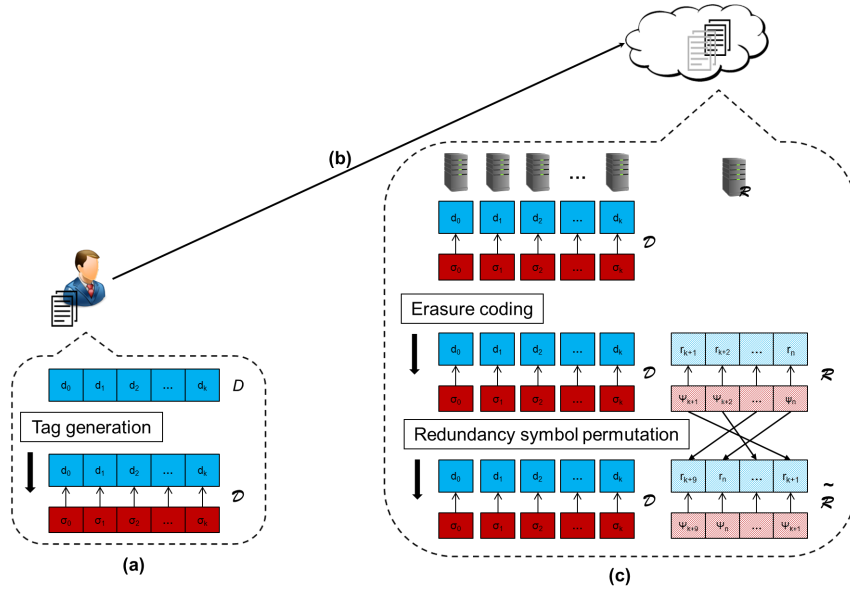 (b)
...
𝓡
d₀ d₁ d₂ ... dₖ
𝒟
σ₀ σ₁ σ₂ ... σₖ
Erasure coding
d₀ d₁ d₂ ... dₖ 𝒟 rₖ₊₁ rₖ₊₂ ... rₙ 𝓡
σ₀ σ₁ σ₂ ... σₖ Ψₖ₊₁ Ψₖ₊₂ ... ψₙ
Redundancy symbol permutation
d₀ d₁ d₂ ... dₖ 𝒟 rₖ₊₉ rₙ ... rₖ₊₁ 𝓡̃
σ₀ σ₁ σ₂ ... σₖ Ψₖ₊₉ Ψₙ ... Ψₖ₊₁
(c)
d₀ d₁ d₂ ... dₖ D
Tag generation
d₀ d₁ d₂ ... dₖ 𝒟
σ₀ σ₁ σ₂ ... σₖ
(a)